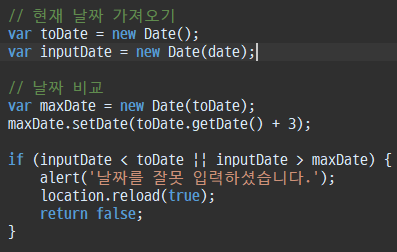 // 현재 날짜 가져오기
var toDate = new Date();
var inputDate = new Date(date);
// 날짜 비교
var maxDate = new Date(toDate);
maxDate.setDate(toDate.getDate() + 3);
if (inputDate < toDate || inputDate > maxDate) {
    alert('날짜를 잘못 입력하셨습니다.');
    location.reload(true);
    return false;
}